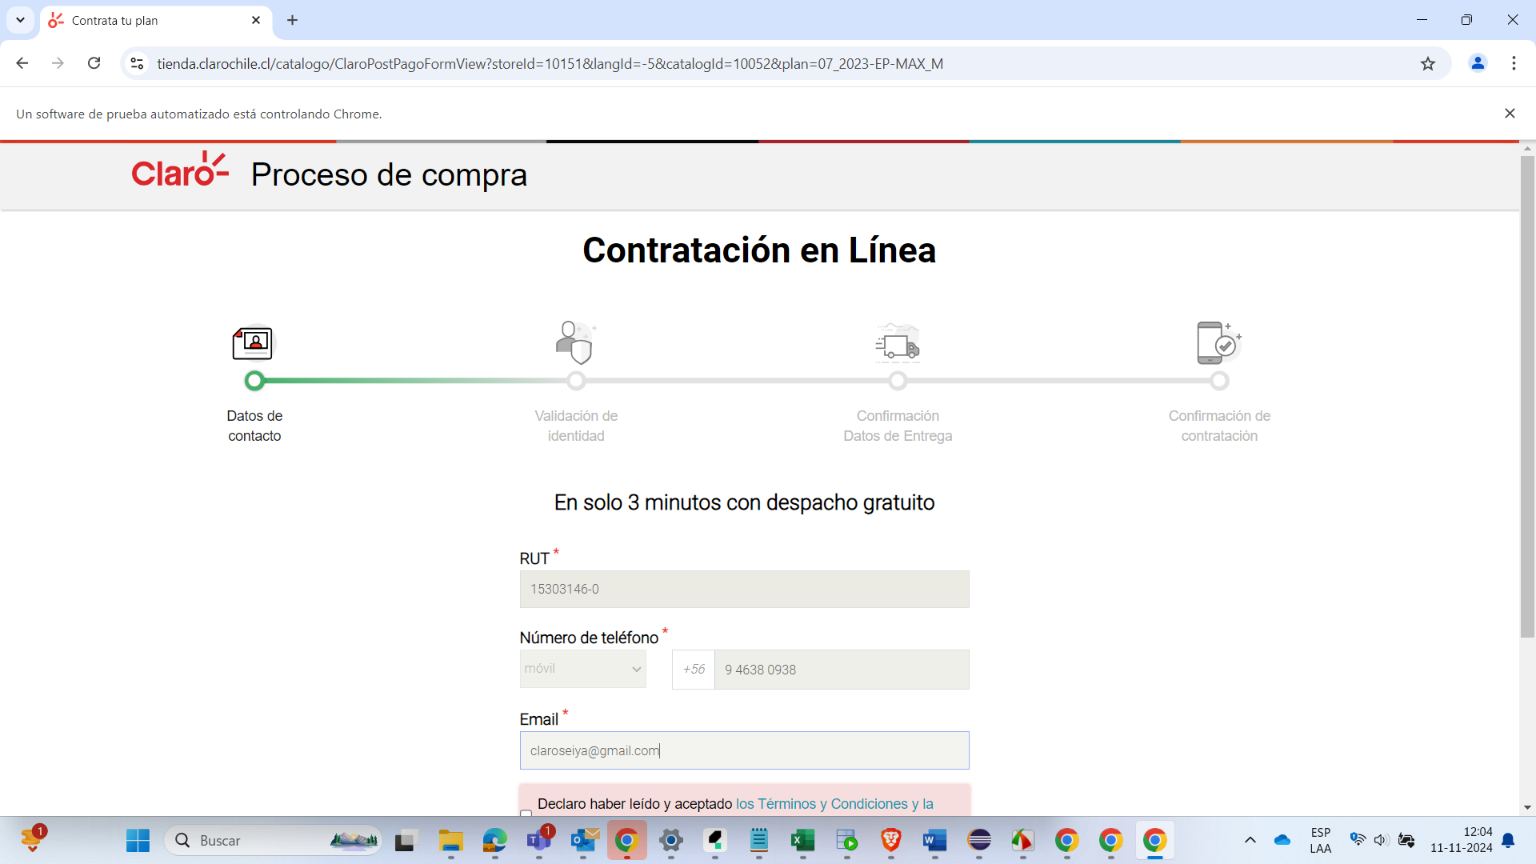 Contrata tu plan
tienda.clarochile.cl/catalogo/ClaroPostPagoFormView?storeId=10151&langId=-5&catalogId=10052&plan=07_2023-EP-MAX_M
Un software de prueba automatizado está controlando Chrome.
Claro Proceso de compra
Contratación en Línea
Datos de
contacto
Validación de
identidad
Confirmación
Datos de Entrega
Confirmación de
contratación
En solo 3 minutos con despacho gratuito
RUT *
15303146-0
Número de teléfono *
móvil +56 9 4638 0938
Email *
claroseiya@gmail.com
Declaro haber leído y aceptado los Términos y Condiciones y la
1
Buscar
1
ESP
LAA
12:04
11-11-2024